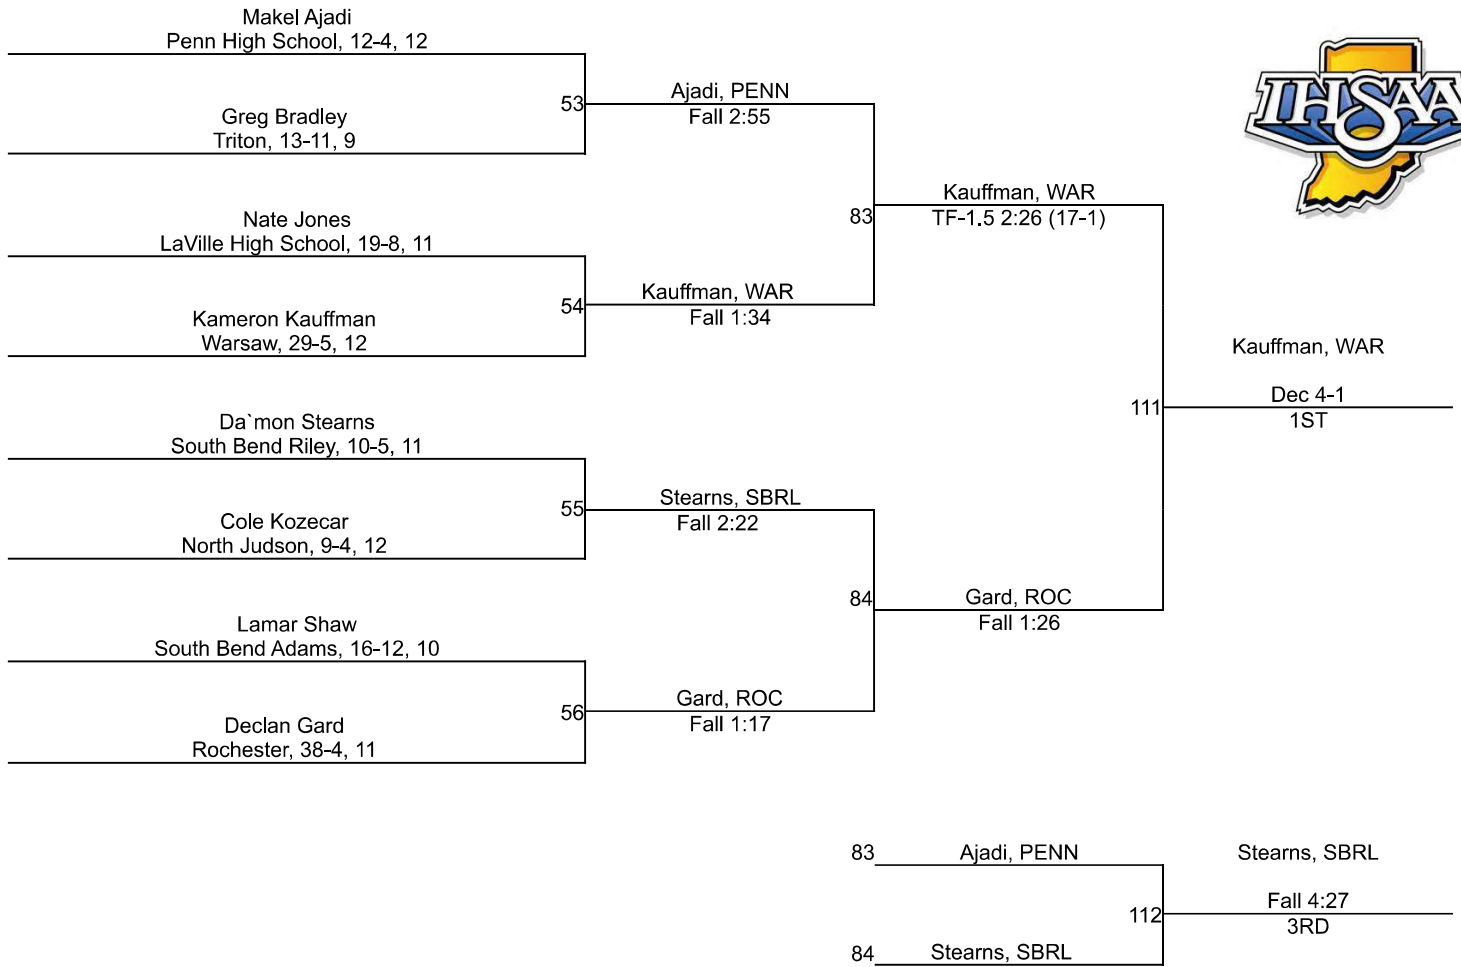 Makel Ajadi
Penn High School, 12-4, 12
53
Ajadi, PENN
Fall 2:55
Greg Bradley
Triton, 13-11, 9
IHSAA
Kauffman, WAR
TF-1.5 2:26 (17-1)
83
Nate Jones
LaVille High School, 19-8, 11
54
Kauffman, WAR
Fall 1:34
Kameron Kauffman
Warsaw, 29-5, 12
Kauffman, WAR
111
Dec 4-1
1ST
Da`mon Stearns
South Bend Riley, 10-5, 11
55
Stearns, SBRL
Fall 2:22
Cole Kozecar
North Judson, 9-4, 12
84
Gard, ROC
Fall 1:26
Lamar Shaw
South Bend Adams, 16-12, 10
56
Gard, ROC
Fall 1:17
Declan Gard
Rochester, 38-4, 11
83
Ajadi, PENN
Stearns, SBRL
112
Fall 4:27
3RD
84
Stearns, SBRL